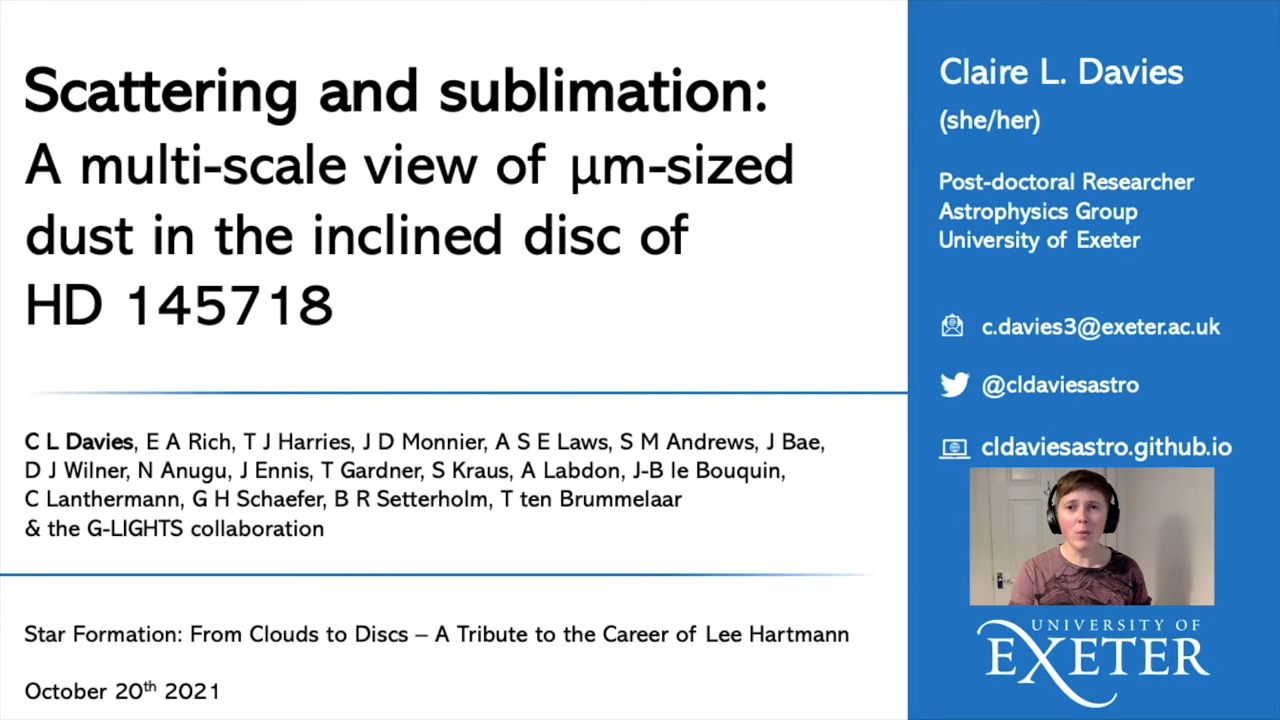 Scattering and sublimation:
A multi-scale view of µm-sized
dust in the inclined disc of
HD 145718
C L Davies, E A Rich, T J Harries, J D Monnier, A S E Laws, S M Andrews, J Bae,
D J Wilner, N Anugu, J Ennis, T Gardner, S Kraus, A Labdon, J-B le Bouquin,
C Lanthermann, G H Schaefer, B R Setterholm, T ten Brummelaar
& the G-LIGHTS collaboration
Star Formation: From Clouds to Discs – A Tribute to the Career of Lee Hartmann
October 20th 2021
Claire L. Davies
(she/her)
Post-doctoral Researcher
Astrophysics Group
University of Exeter
c.davies3@exeter.ac.uk
@cldaviesastro
cldaviesastro.github.io
UNIVERSITY OF
EXETER